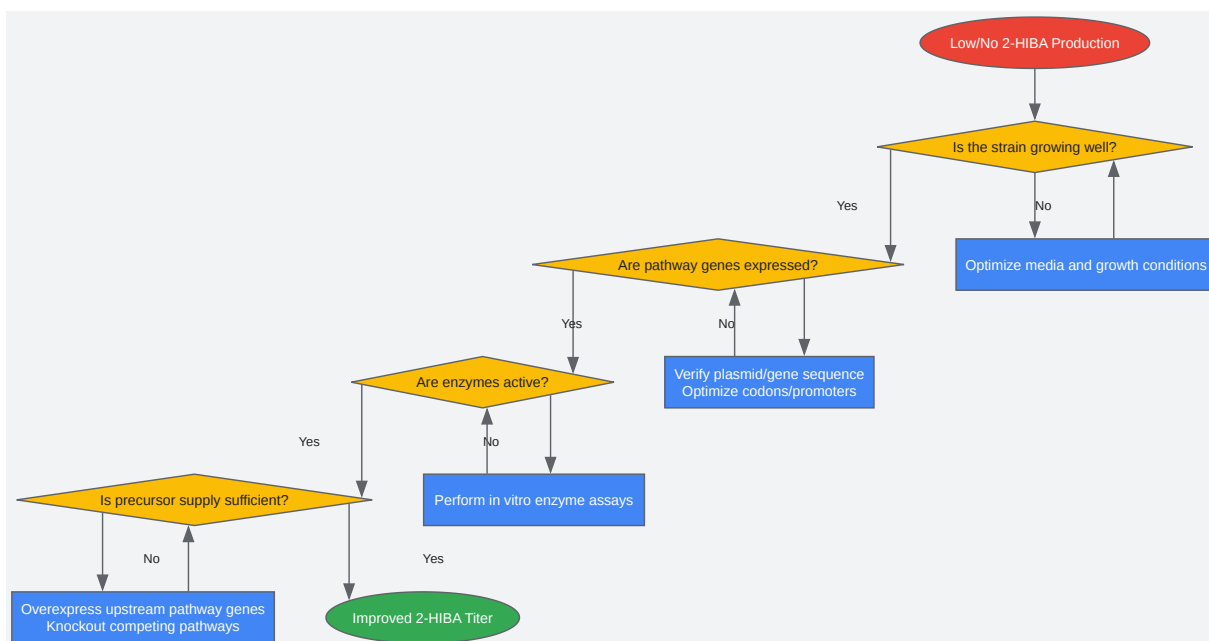 Low/No 2-HIBA Production
Is the strain growing well?
Yes
No
Are pathway genes expressed?
Optimize media and growth conditions
Yes
No
Are enzymes active?
Verify plasmid/gene sequence
Optimize codons/promoters
Yes
No
Is precursor supply sufficient?
Perform in vitro enzyme assays
No
Yes
Overexpress upstream pathway genes
Knockout competing pathways
Improved 2-HIBA Titer